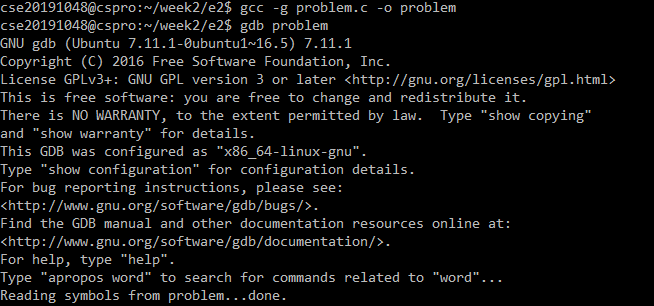 cse20191048@cspro:~/week2/e2$ gcc -g problem.c -o problem
cse20191048@cspro:~/week2/e2$ gdb problem
GNU gdb (Ubuntu 7.11.1-0ubuntu1~16.5) 7.11.1
Copyright (C) 2016 Free Software Foundation, Inc.
License GPLv3+: GNU GPL version 3 or later <http://gnu.org/licenses/gpl.html>
This is free software: you are free to change and redistribute it.
There is NO WARRANTY, to the extent permitted by law.  Type "show copying"
and "show warranty" for details.
This GDB was configured as "x86_64-linux-gnu".
Type "show configuration" for configuration details.
For bug reporting instructions, please see:
<http://www.gnu.org/software/gdb/bugs/>.
Find the GDB manual and other documentation resources online at:
<http://www.gnu.org/software/gdb/documentation/>.
For help, type "help".
Type "apropos word" to search for commands related to "word"...
Reading symbols from problem...done.